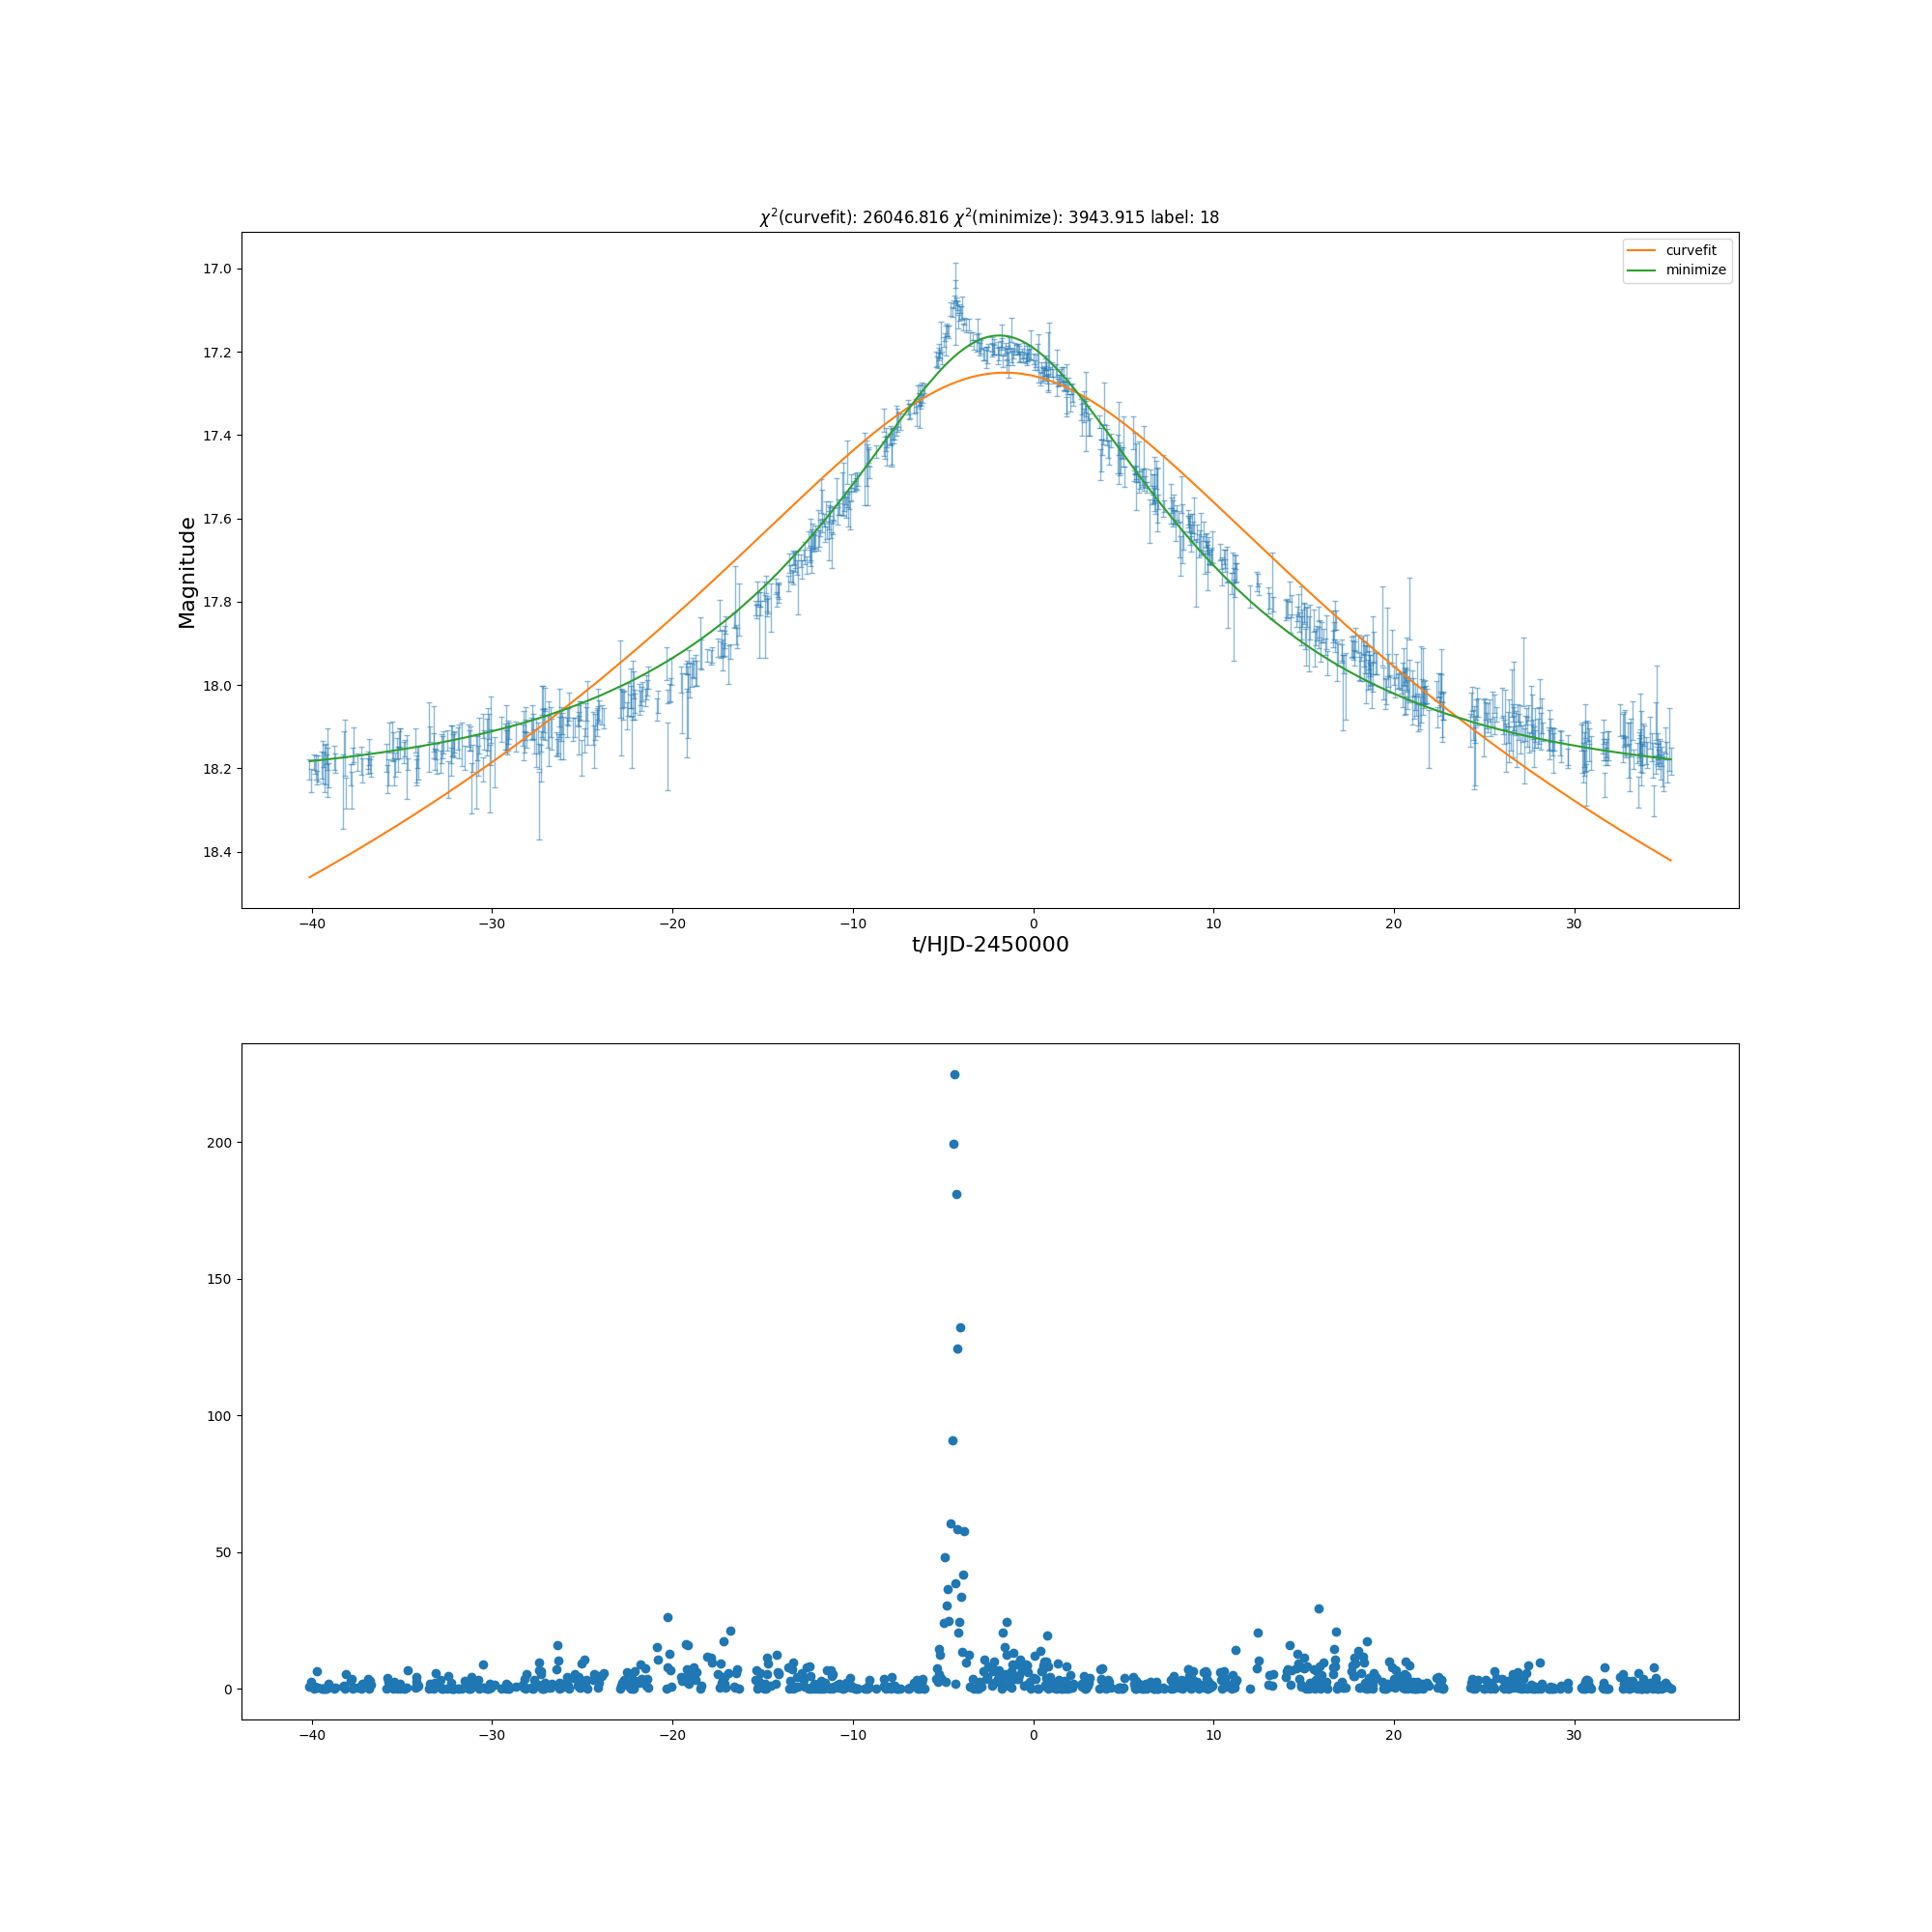 χ²(curvefit): 26046.816 χ²(minimize): 3943.915 label: 18
curvefit
minimize
17.0
17.2
17.4
17.6
17.8
18.0
18.2
18.4
Magnitude
−40 −30 −20 −10 0 10 20 30
t/HJD-2450000
200
150
100
50
0
−40 −30 −20 −10 0 10 20 30